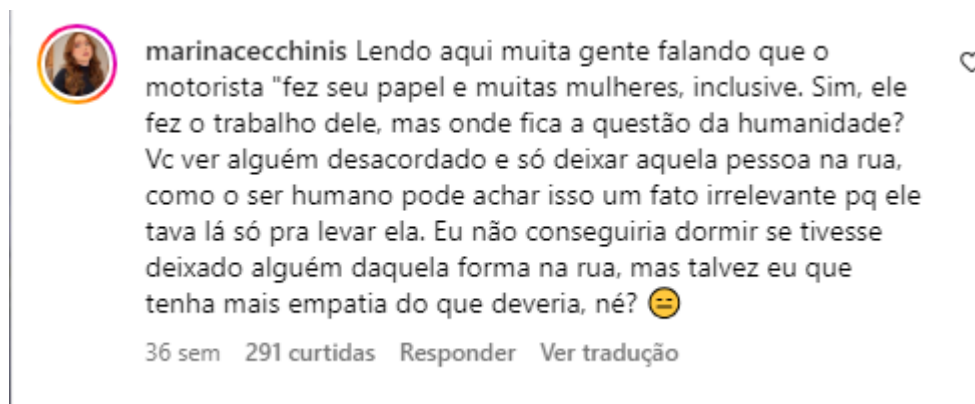 marinacecchinis Lendo aqui muita gente falando que o
motorista "fez seu papel e muitas mulheres, inclusive. Sim, ele
fez o trabalho dele, mas onde fica a questão da humanidade?
Vc ver alguém desacordado e só deixar aquela pessoa na rua,
como o ser humano pode achar isso um fato irrelevante pq ele
tava lá só pra levar ela. Eu não conseguiria dormir se tivesse
deixado alguém daquela forma na rua, mas talvez eu que
tenha mais empatia do que deveria, né? 😑
36 sem 291 curtidas Responder Ver tradução